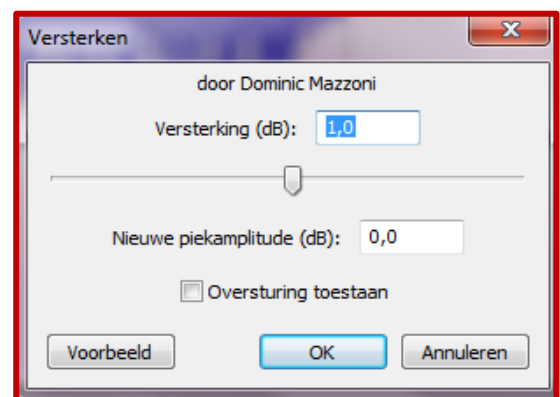 Versterken
door Dominic Mazzoni
Versterking (dB): 1,0
Nieuwe piekamplitude (dB): 0,0
Oversturing toestaan
Voorbeeld OK Annuleren